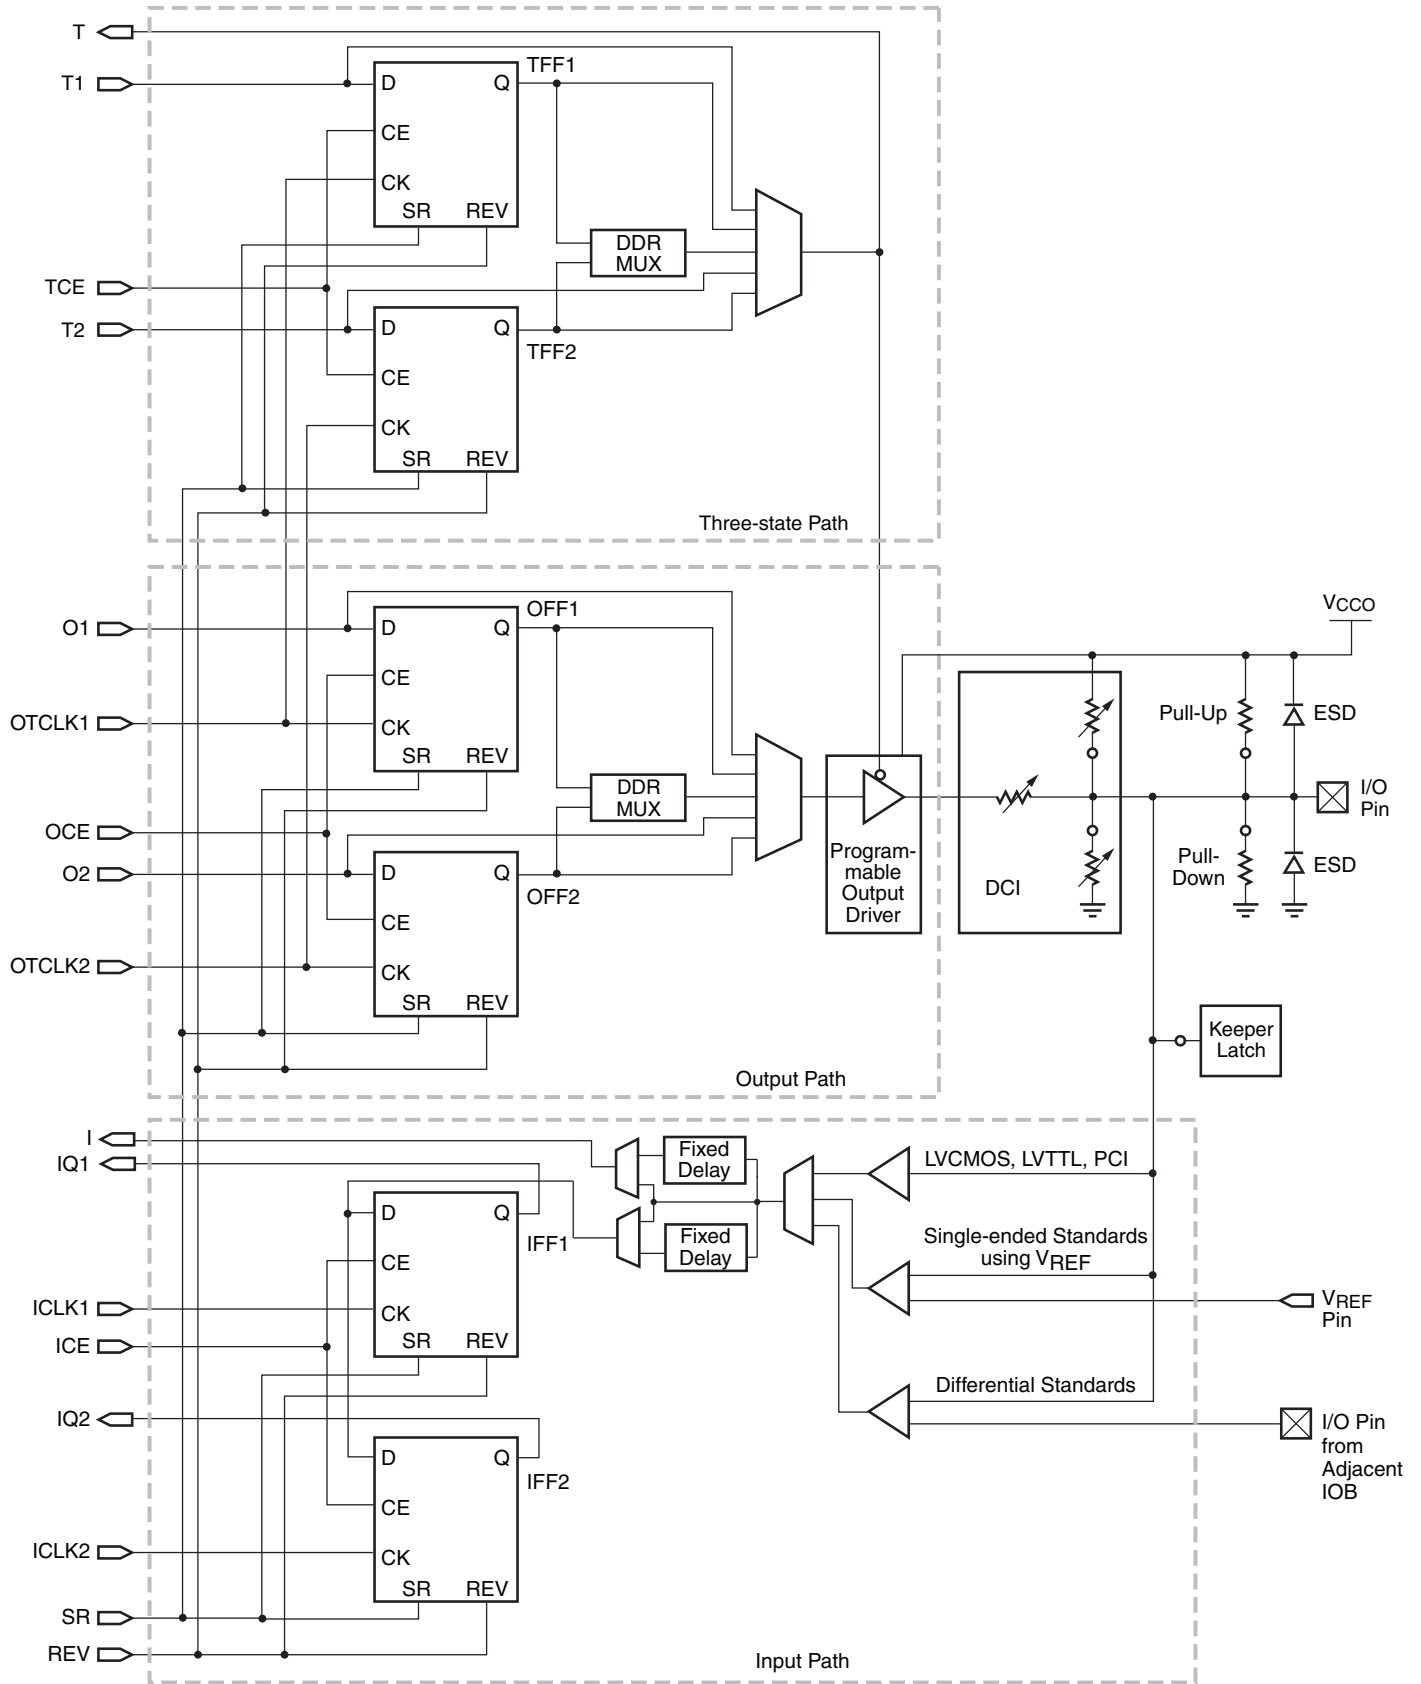 T
T1
D
Q
TFF1
CE
CK
SR
REV
DDR
MUX
TCE
T2
D
Q
TFF2
CE
CK
SR
REV
Three-state Path
O1
D
Q
OFF1
CE
OTCLK1
CK
SR
REV
DDR
MUX
OCE
O2
D
Q
OFF2
CE
OTCLK2
CK
SR
REV
Program-
mable
Output
Driver
DCI
VCCO
Pull-Up
ESD
I/O
Pin
Pull-
Down
ESD
Keeper
Latch
Output Path
I
IQ1
Fixed
Delay
LVCMOS, LVTTL, PCI
D
Q
IFF1
Fixed
Delay
Single-ended Standards
using VREF
CE
ICLK1
CK
VREF
Pin
ICE
SR
REV
Differential Standards
IQ2
I/O Pin
from
Adjacent
IOB
D
Q
IFF2
CE
ICLK2
CK
SR
REV
SR
REV
Input Path